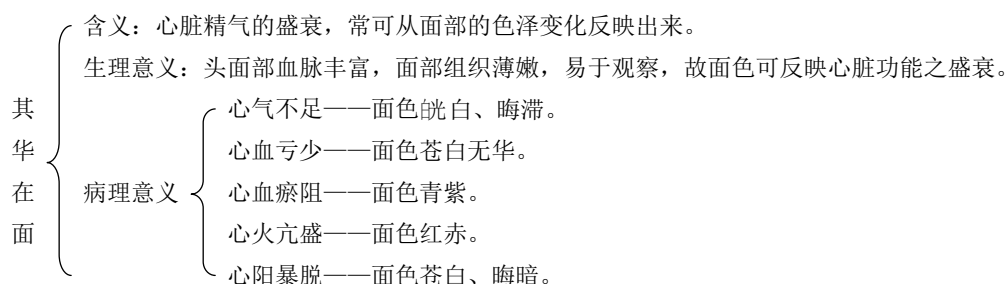 含义：心脏精气的盛衰，常可从面部的色泽变化反映出来。
生理意义：头面部血脉丰富，面部组织薄嫩，易于观察，故面色可反映心脏功能之盛衰。
其华在面
病理意义
心气不足——面色㿠白、晦滞。
心血亏少——面色苍白无华。
心血瘀阻——面色青紫。
心火亢盛——面色红赤。
心阳暴脱——面色苍白、晦暗。